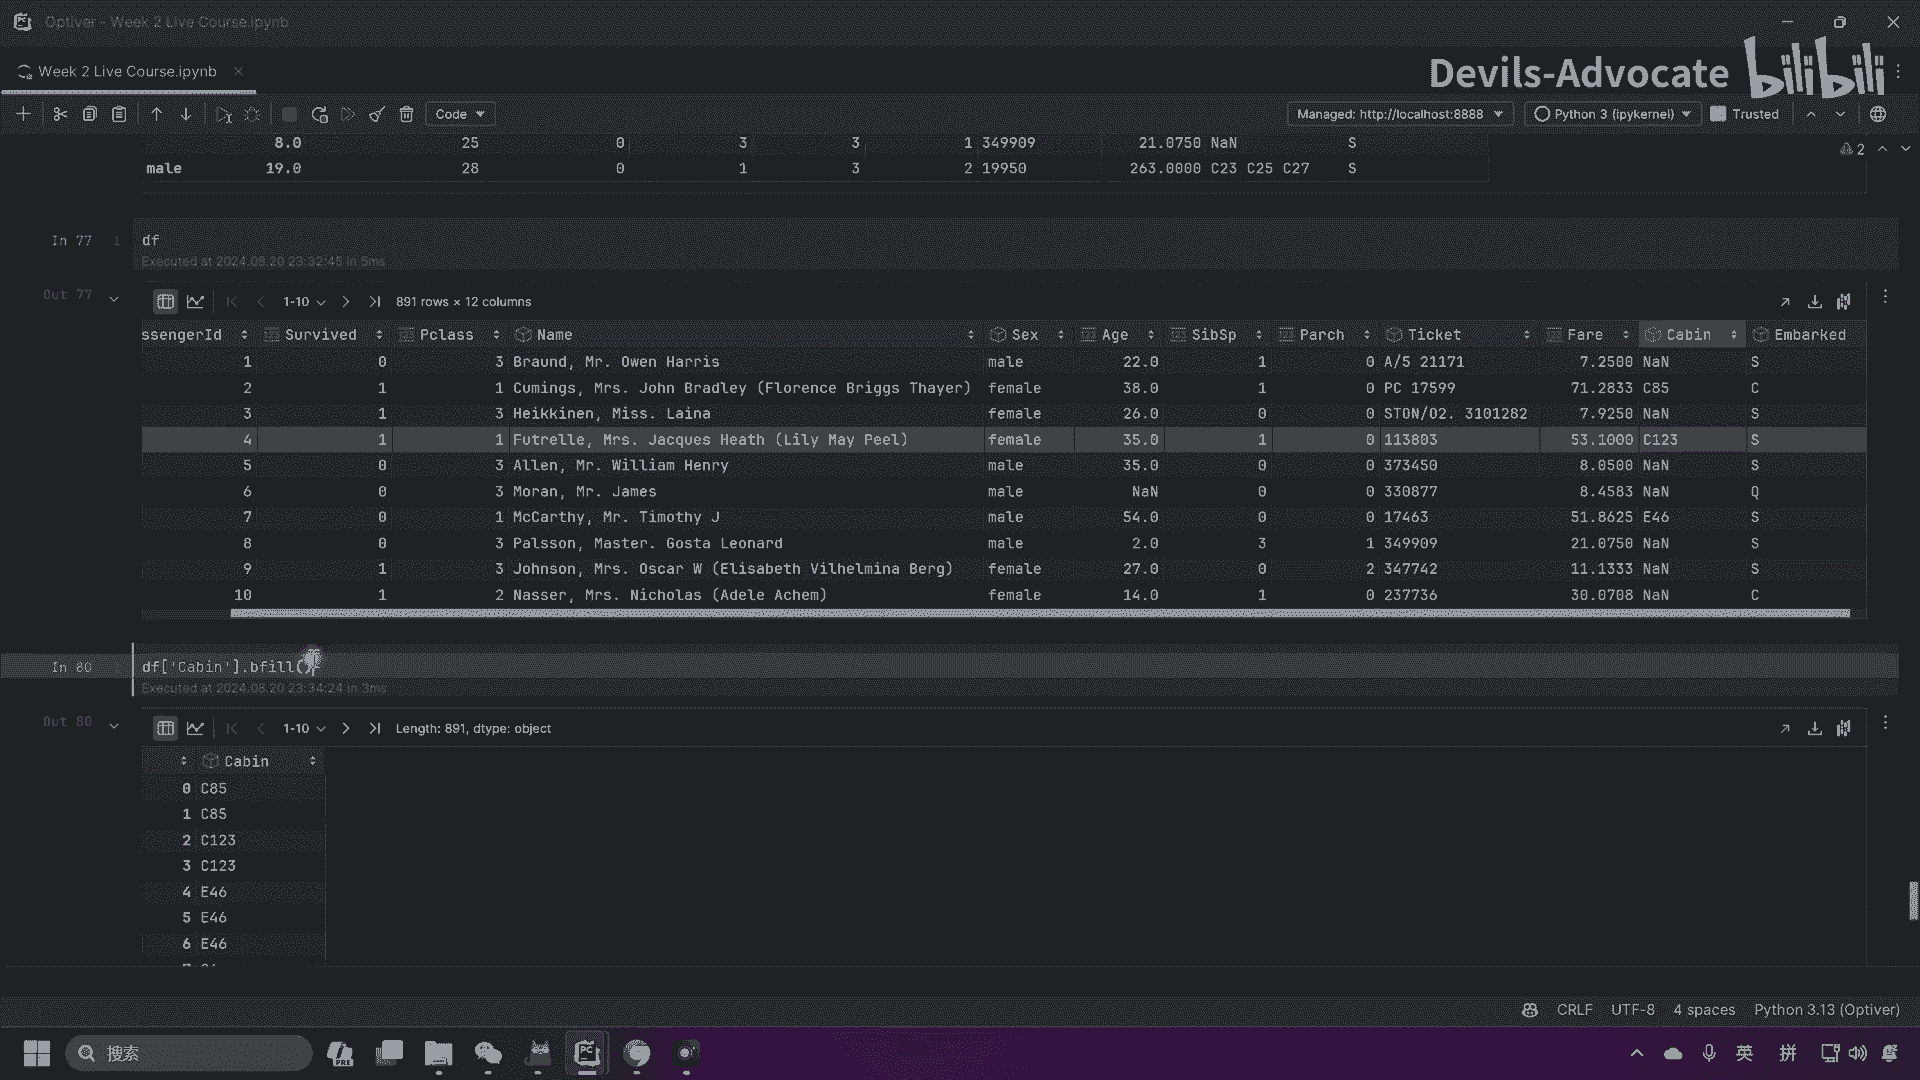 Optiver - Week 2 Live Course.ipynb
Week 2 Live Course.ipynb
Devils-Advocate bilibili
Code
Managed: http://localhost:8888
Python 3 (ipykernel)
Trusted
8.0 25 0 3 3 1 349909 21.0750 NaN S
2
male 19.0 28 0 1 3 2 19950 263.0000 C23 C25 C27 S
In 77 1 df
Executed at 2024.08.20 23:32:45 in 5ms
Out 77 1-10 891 rows × 12 columns
ssengerId Survived Pclass Name Sex Age SibSp Parch Ticket Fare Cabin Embarked
1 0 3 Braund, Mr. Owen Harris male 22.0 1 0 A/5 21171 7.2500 NaN S
2 1 1 Cumings, Mrs. John Bradley (Florence Briggs Thayer) female 38.0 1 0 PC 17599 71.2833 C85 C
3 1 3 Heikkinen, Miss. Laina female 26.0 0 0 STON/O2. 3101282 7.9250 NaN S
4 1 1 Futrelle, Mrs. Jacques Heath (Lily May Peel) female 35.0 1 0 113803 53.1000 C123 S
5 0 3 Allen, Mr. William Henry male 35.0 0 0 373450 8.0500 NaN S
6 0 3 Moran, Mr. James male NaN 0 0 330877 8.4583 NaN Q
7 0 1 McCarthy, Mr. Timothy J male 54.0 0 0 17463 51.8625 E46 S
8 0 3 Palsson, Master. Gosta Leonard male 2.0 3 1 349909 21.0750 NaN S
9 1 3 Johnson, Mrs. Oscar W (Elisabeth Vilhelmina Berg) female 27.0 0 2 347742 11.1333 NaN S
10 1 2 Nasser, Mrs. Nicholas (Adele Achem) female 14.0 1 0 237736 30.0708 NaN C
In 80 1 df['Cabin'].bfill()
Executed at 2024.08.20 23:34:24 in 3ms
Out 80 1-10 Length: 891, dtype: object
Cabin
0 C85
1 C85
2 C123
3 C123
4 E46
5 E46
6 E46
CRLF UTF-8 4 spaces Python 3.13 (Optiver)
搜索
PRE
PC
英
拼